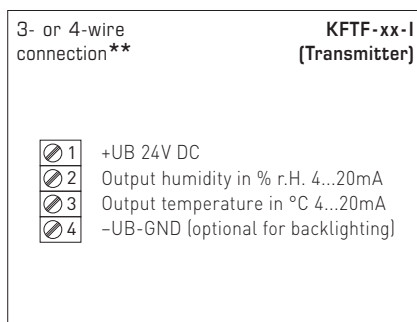 3- or 4-wire
connection**
KFTF-xx-I
(Transmitter)
1 +UB 24V DC
2 Output humidity in % r.H. 4...20mA
3 Output temperature in °C 4...20mA
4 –UB-GND (optional for backlighting)